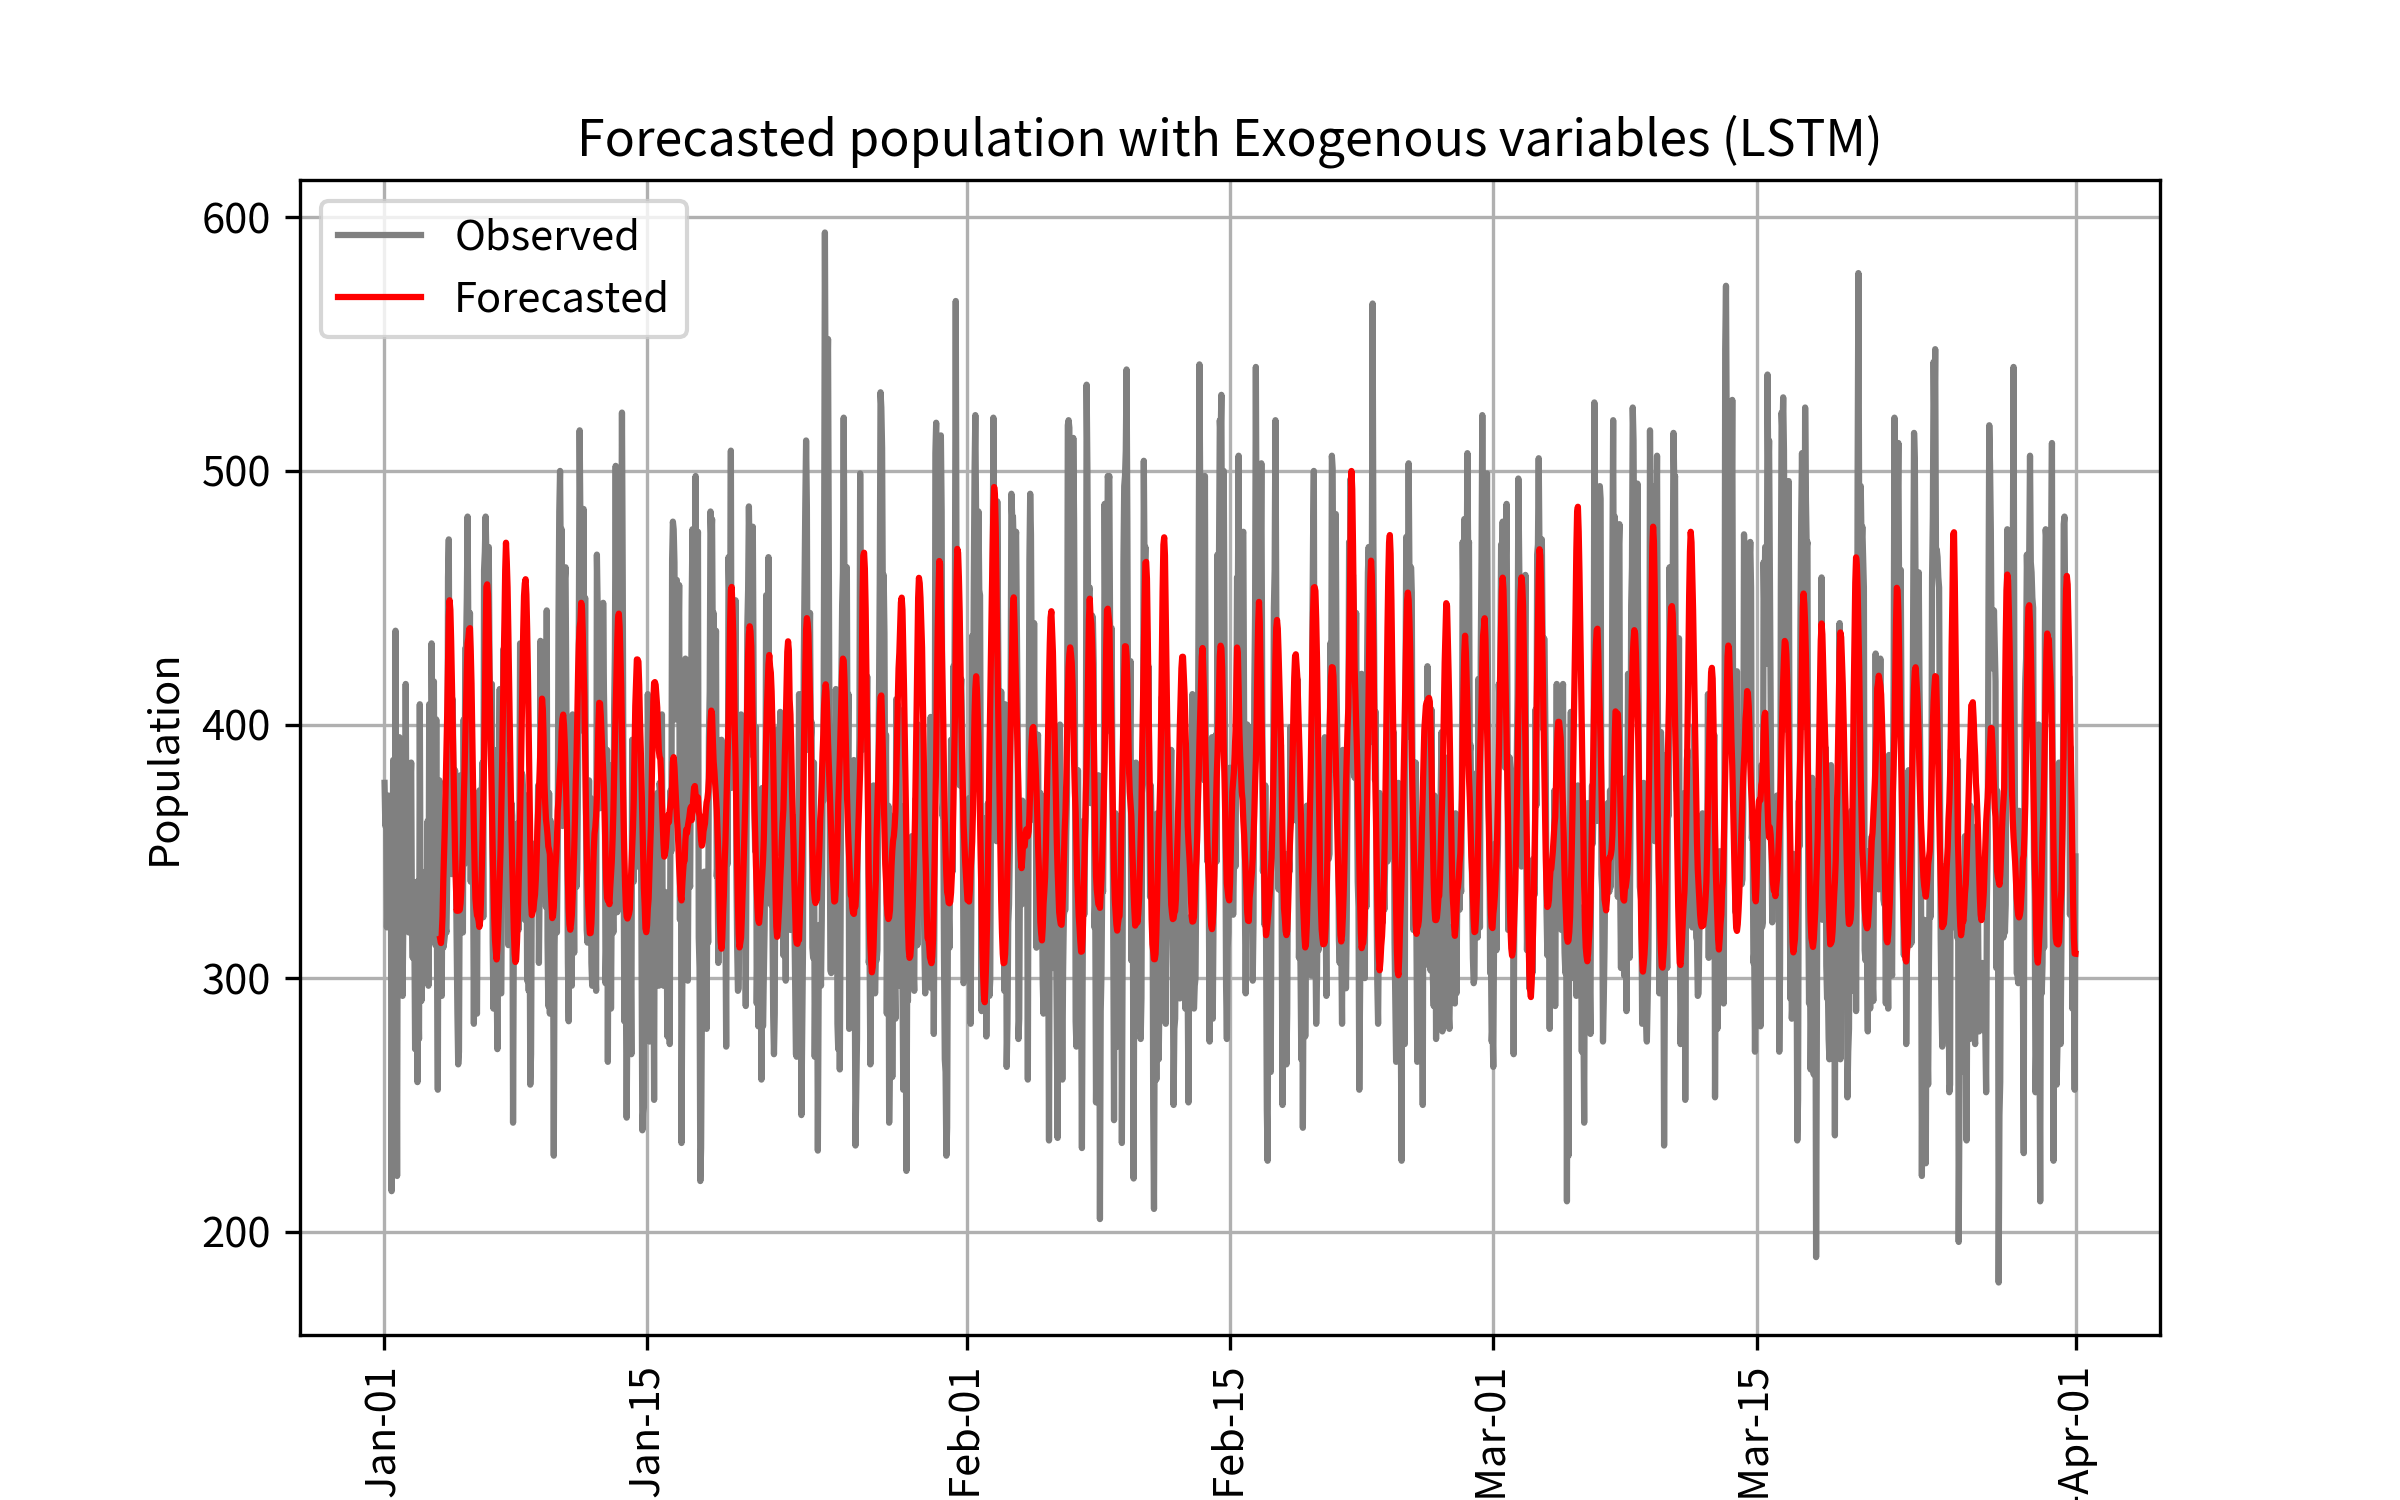 Forecasted population with Exogenous variables (LSTM)
Observed
Forecasted
Population
600
500
400
300
200
Jan-01
Jan-15
Feb-01
Feb-15
Mar-01
Mar-15
-Apr-01